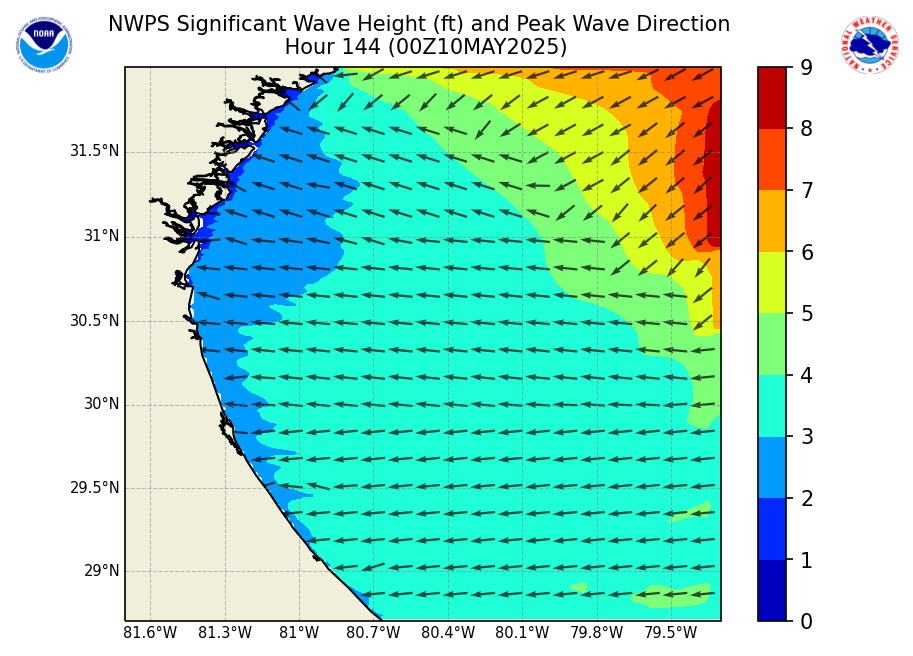 NWPS Significant Wave Height (ft) and Peak Wave Direction
Hour 144 (00Z10MAY2025)
NOAA
31.5°N
31°N
30.5°N
30°N
29.5°N
29°N
81.6°W 81.3°W 81°W 80.7°W 80.4°W 80.1°W 79.8°W 79.5°W
9
8
7
6
5
4
3
2
1
0